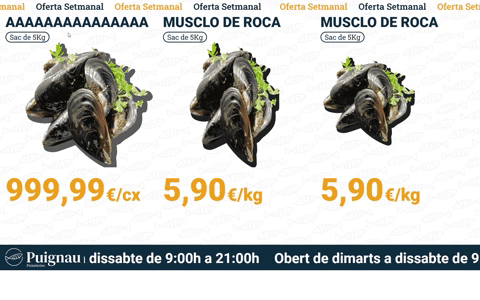 manal Oferta Setmanal Oferta Setmanal Oferta Setmanal Oferta Setmanal Oferta Setmanal Oferta Se
AAAAAAAAAAAAAAA
Sac de 5Kg
999,99€/cx
MUSCLO DE ROCA
Sac de 5Kg
5,90€/kg
MUSCLO DE ROCA
Sac de 5Kg
5,90€/kg
Puignau
dissabte de 9:00h a 21:00h Obert de dimarts a dissabte de 9